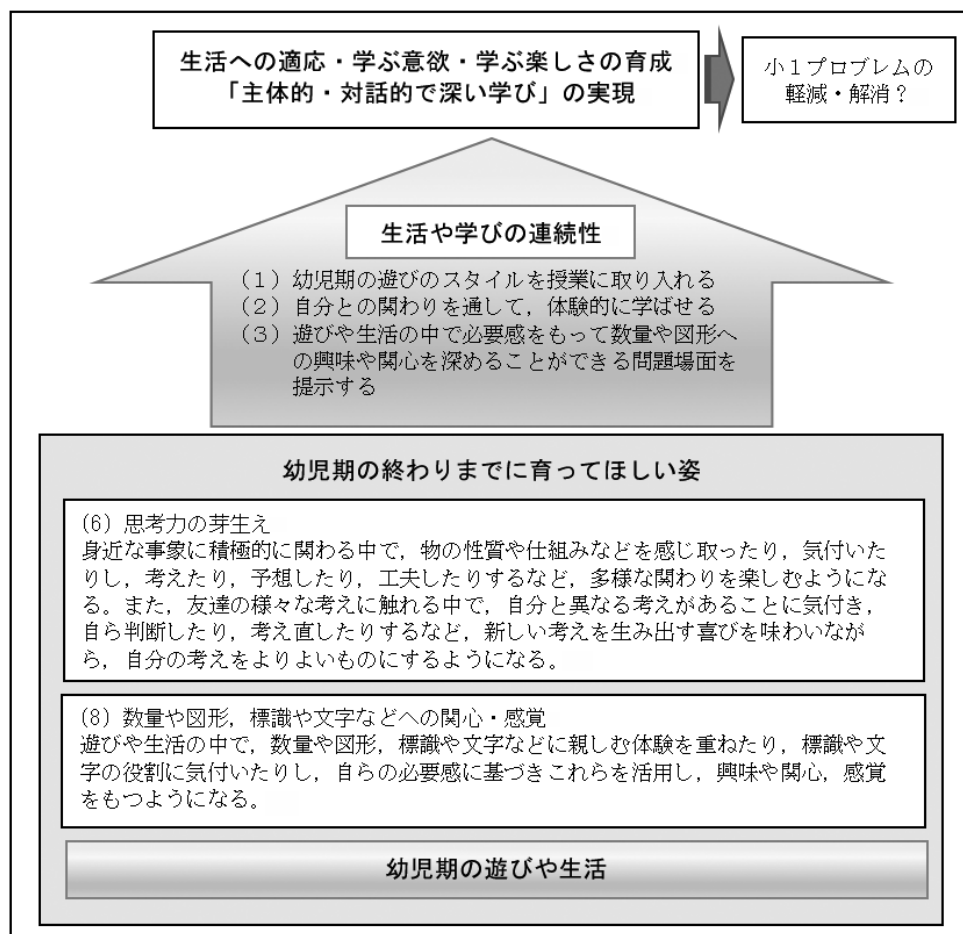 生活への適応・学ぶ意欲・学ぶ楽しさの育成
「主体的・対話的で深い学び」の実現
小１プロブレムの
軽減・解消？
生活や学びの連続性
（１）幼児期の遊びのスタイルを授業に取り入れる
（２）自分との関わりを通して，体験的に学ばせる
（３）遊びや生活の中で必要感をもって数量や図形へ
の興味や関心を深めることができる問題場面を
提示する
幼児期の終わりまでに育ってほしい姿
(6) 思考力の芽生え
身近な事象に積極的に関わる中で，物の性質や仕組みなどを感じ取ったり，気付いた
りし，考えたり，予想したり，工夫したりするなど，多様な関わりを楽しむようにな
る。また，友達の様々な考えに触れる中で，自分と異なる考えがあることに気付き，
自ら判断したり，考え直したりするなど，新しい考えを生み出す喜びを味わいなが
ら，自分の考えをよりよいものにするようになる。
(8) 数量や図形，標識や文字などへの関心・感覚
遊びや生活の中で，数量や図形，標識や文字などに親しむ体験を重ねたり，標識や文
字の役割に気付いたりし，自らの必要感に基づきこれらを活用し，興味や関心，感覚
をもつようになる。
幼児期の遊びや生活